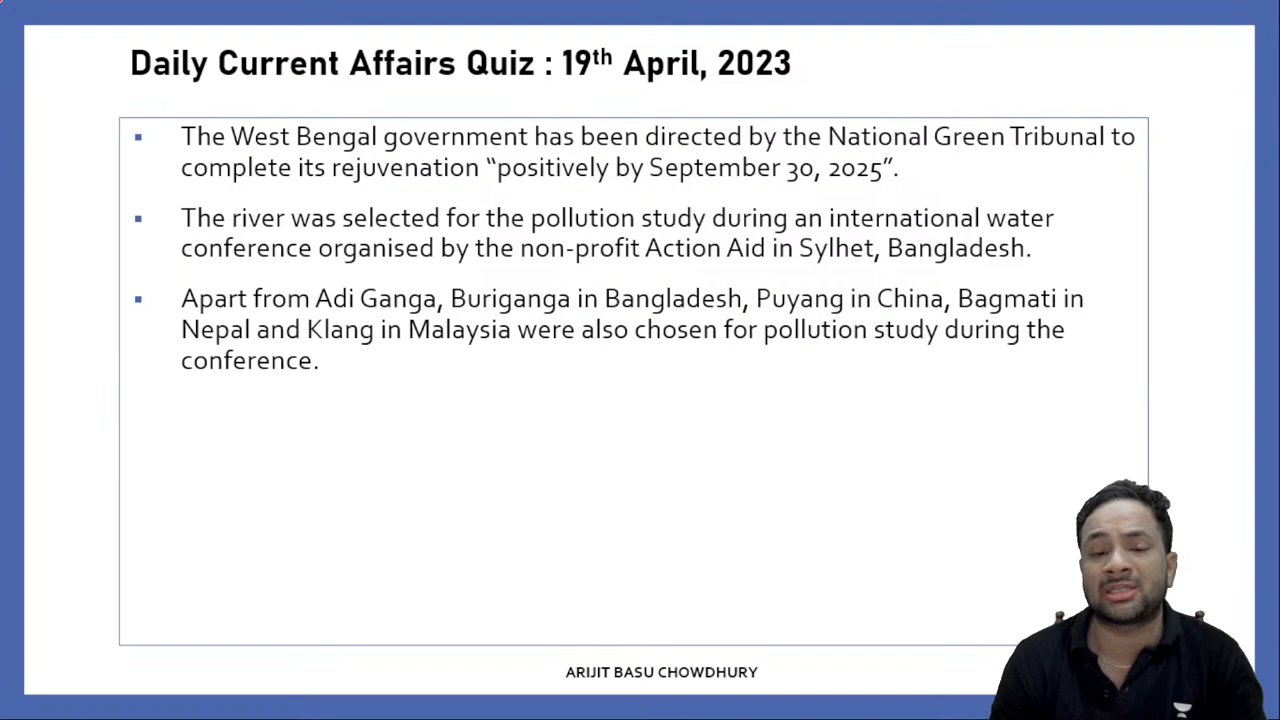 Daily Current Affairs Quiz : 19th April, 2023
▪ The West Bengal government has been directed by the National Green Tribunal to
complete its rejuvenation “positively by September 30, 2025”.
▪ The river was selected for the pollution study during an international water
conference organised by the non-profit Action Aid in Sylhet, Bangladesh.
▪ Apart from Adi Ganga, Buriganga in Bangladesh, Puyang in China, Bagmati in
Nepal and Klang in Malaysia were also chosen for pollution study during the
conference.
ARIJIT BASU CHOWDHURY